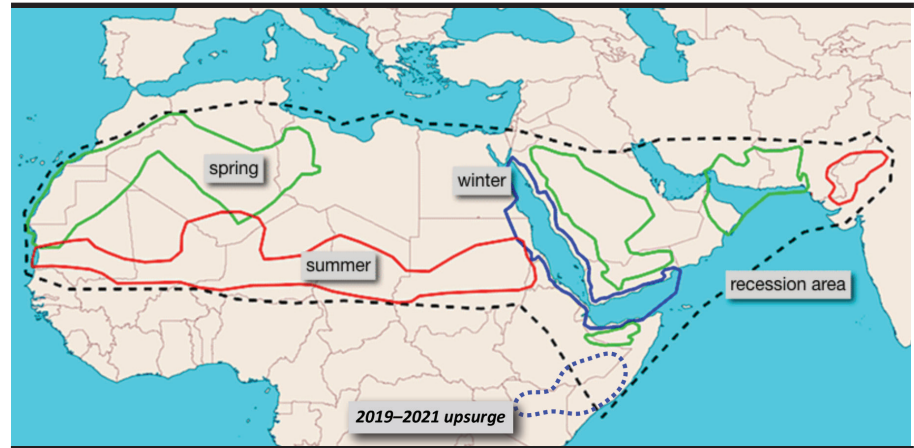 spring
winter
summer
recession area
2019–2021 upsurge